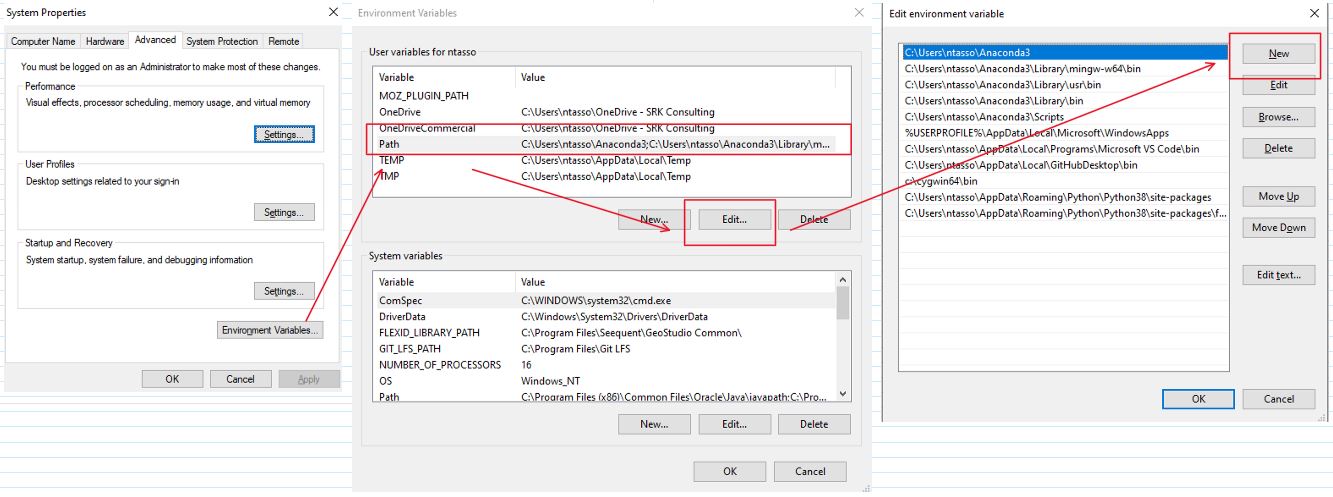 System Properties
Computer Name Hardware Advanced System Protection Remote
You must be logged on as an Administrator to make most of these changes.
Performance
Visual effects, processor scheduling, memory usage, and virtual memory
Settings...
User Profiles
Desktop settings related to your sign-in
Settings...
Startup and Recovery
System startup, system failure, and debugging information
Settings...
Environment Variables...
OK Cancel Apply
Environment Variables
User variables for ntasso
Variable Value
MOZ_PLUGIN_PATH
OneDrive C:\Users\ntasso\OneDrive - SRK Consulting
OneDriveCommercial C:\Users\ntasso\OneDrive - SRK Consulting
Path C:\Users\ntasso\Anaconda3;C:\Users\ntasso\Anaconda3\Library\m...
TEMP C:\Users\ntasso\AppData\Local\Temp
TMP C:\Users\ntasso\AppData\Local\Temp
New... Edit... Delete
System variables
Variable Value
ComSpec C:\WINDOWS\system32\cmd.exe
DriverData C:\Windows\System32\Drivers\DriverData
FLEXID_LIBRARY_PATH C:\Program Files\Seequent\GeoStudio Common\
GIT_LFS_PATH C:\Program Files\Git LFS
NUMBER_OF_PROCESSORS 16
OS Windows_NT
Path C:\Program Files (x86)\Common Files\Oracle\Java\javapath;C:\Pro...
New... Edit... Delete
OK Cancel
Edit environment variable
C:\Users\ntasso\Anaconda3
C:\Users\ntasso\Anaconda3\Library\mingw-w64\bin
C:\Users\ntasso\Anaconda3\Library\usr\bin
C:\Users\ntasso\Anaconda3\Library\bin
C:\Users\ntasso\Anaconda3\Scripts
%USERPROFILE%\AppData\Local\Microsoft\WindowsApps
C:\Users\ntasso\AppData\Local\Programs\Microsoft VS Code\bin
C:\Users\ntasso\AppData\Local\GitHubDesktop\bin
c:\cygwin64\bin
C:\Users\ntasso\AppData\Roaming\Python\Python38\site-packages
C:\Users\ntasso\AppData\Roaming\Python\Python38\site-packages\f...
New
Edit
Browse...
Delete
Move Up
Move Down
Edit text...
OK Cancel